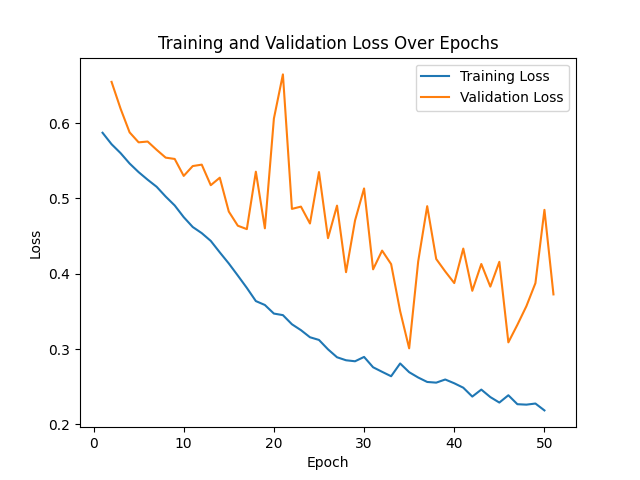 Training and Validation Loss Over Epochs
Training Loss
Validation Loss
Loss
0.6
0.5
0.4
0.3
0.2
0 10 20 30 40 50
Epoch